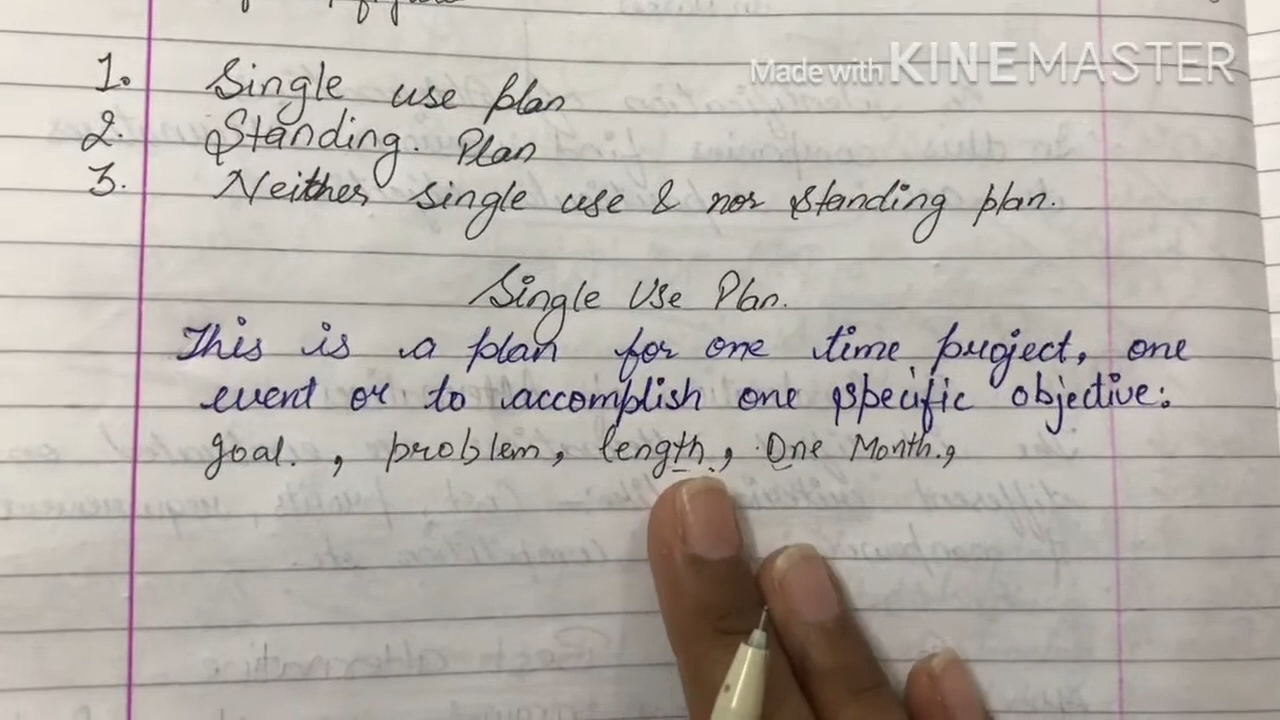 Made with KINEMASTER
1. Single use plan
2. Standing. Plan
3. Neither single use & nor standing plan.
Single Use Plan.
This is a plan for one time project, one
event or to accomplish one specific objective:
goal. , problem, length, One Month.,